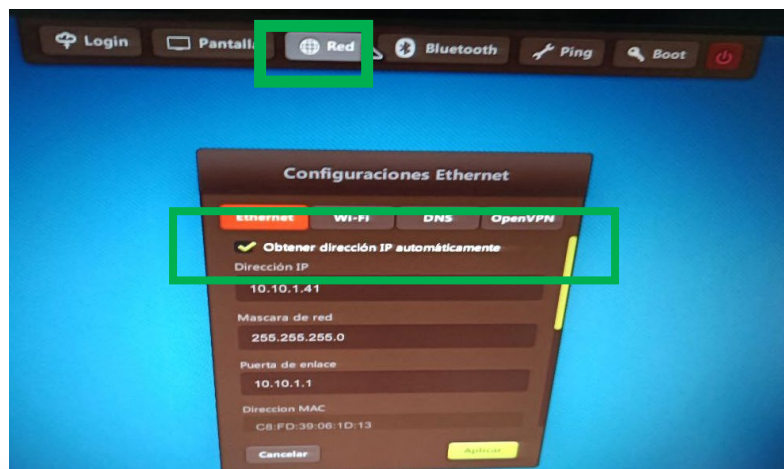 Login Pantalla Red Bluetooth Ping Boot
Configuraciones Ethernet
Ethernet Wi-Fi DNS OpenVPN
Obtener dirección IP automáticamente
Dirección IP
10.10.1.41
Mascara de red
255.255.255.0
Puerta de enlace
10.10.1.1
Direccion MAC
C8:FD:39:06:1D:13
Cancelar Aplicar